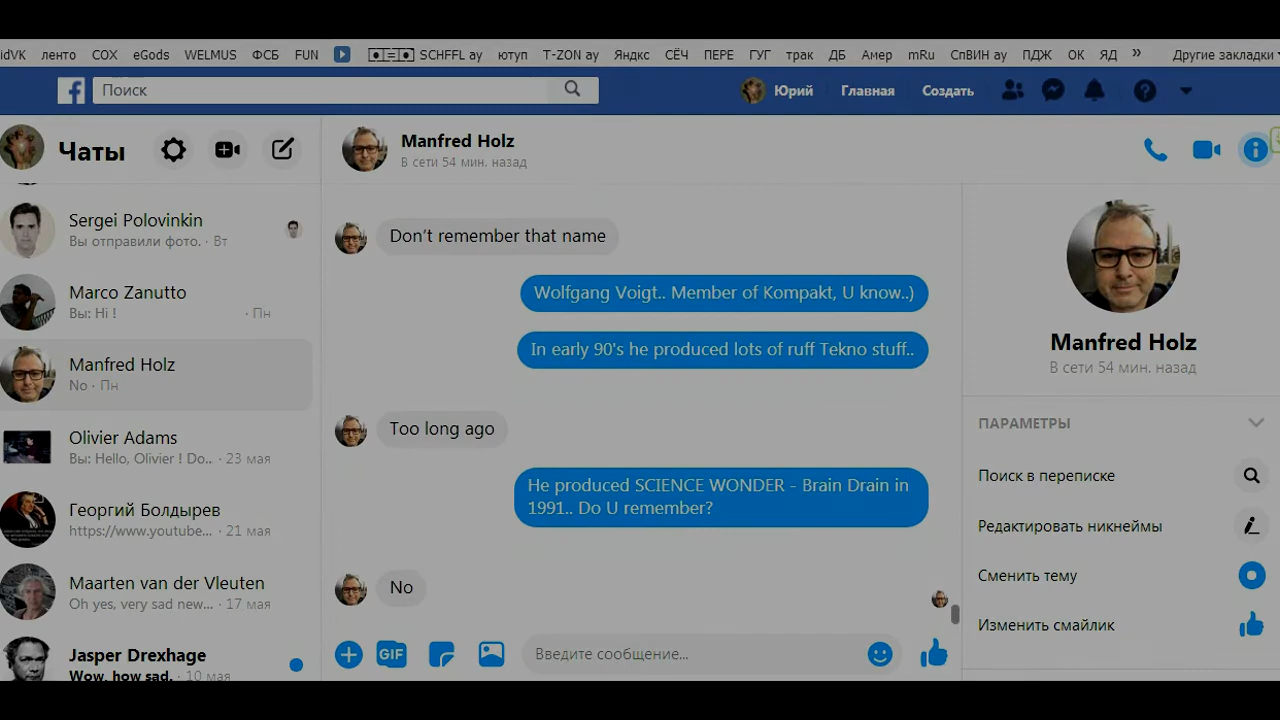 idVK ленто СОХ eGods WELMUS ФСБ FUN SCHFFL ау ютуп T-ZON ау Яндкс СЁЧ ПЕРЕ ГУГ трак ДБ Амер mRu СпВИН ау ПДЖ ОК ЯД » Другие закладки
Поиск
Юрий Главная Создать
Чаты
Sergei Polovinkin
Вы отправили фото. · Вт
Marco Zanutto
Вы: Hi ! · Пн
Manfred Holz
No · Пн
Olivier Adams
Вы: Hello, Olivier ! Do... · 23 мая
Георгий Болдырев
https://www.youtube... · 21 мая
Maarten van der Vleuten
Oh yes, very sad new... · 17 мая
Jasper Drexhage
Wow, how sad. · 10 мая
Manfred Holz
В сети 54 мин. назад
Don't remember that name
Wolfgang Voigt.. Member of Kompakt, U know..)
In early 90's he produced lots of ruff Tekno stuff..
Too long ago
He produced SCIENCE WONDER - Brain Drain in
1991.. Do U remember?
No
GIF
Введите сообщение...
Manfred Holz
В сети 54 мин. назад
ПАРАМЕТРЫ
Поиск в переписке
Редактировать никнеймы
Сменить тему
Изменить смайлик